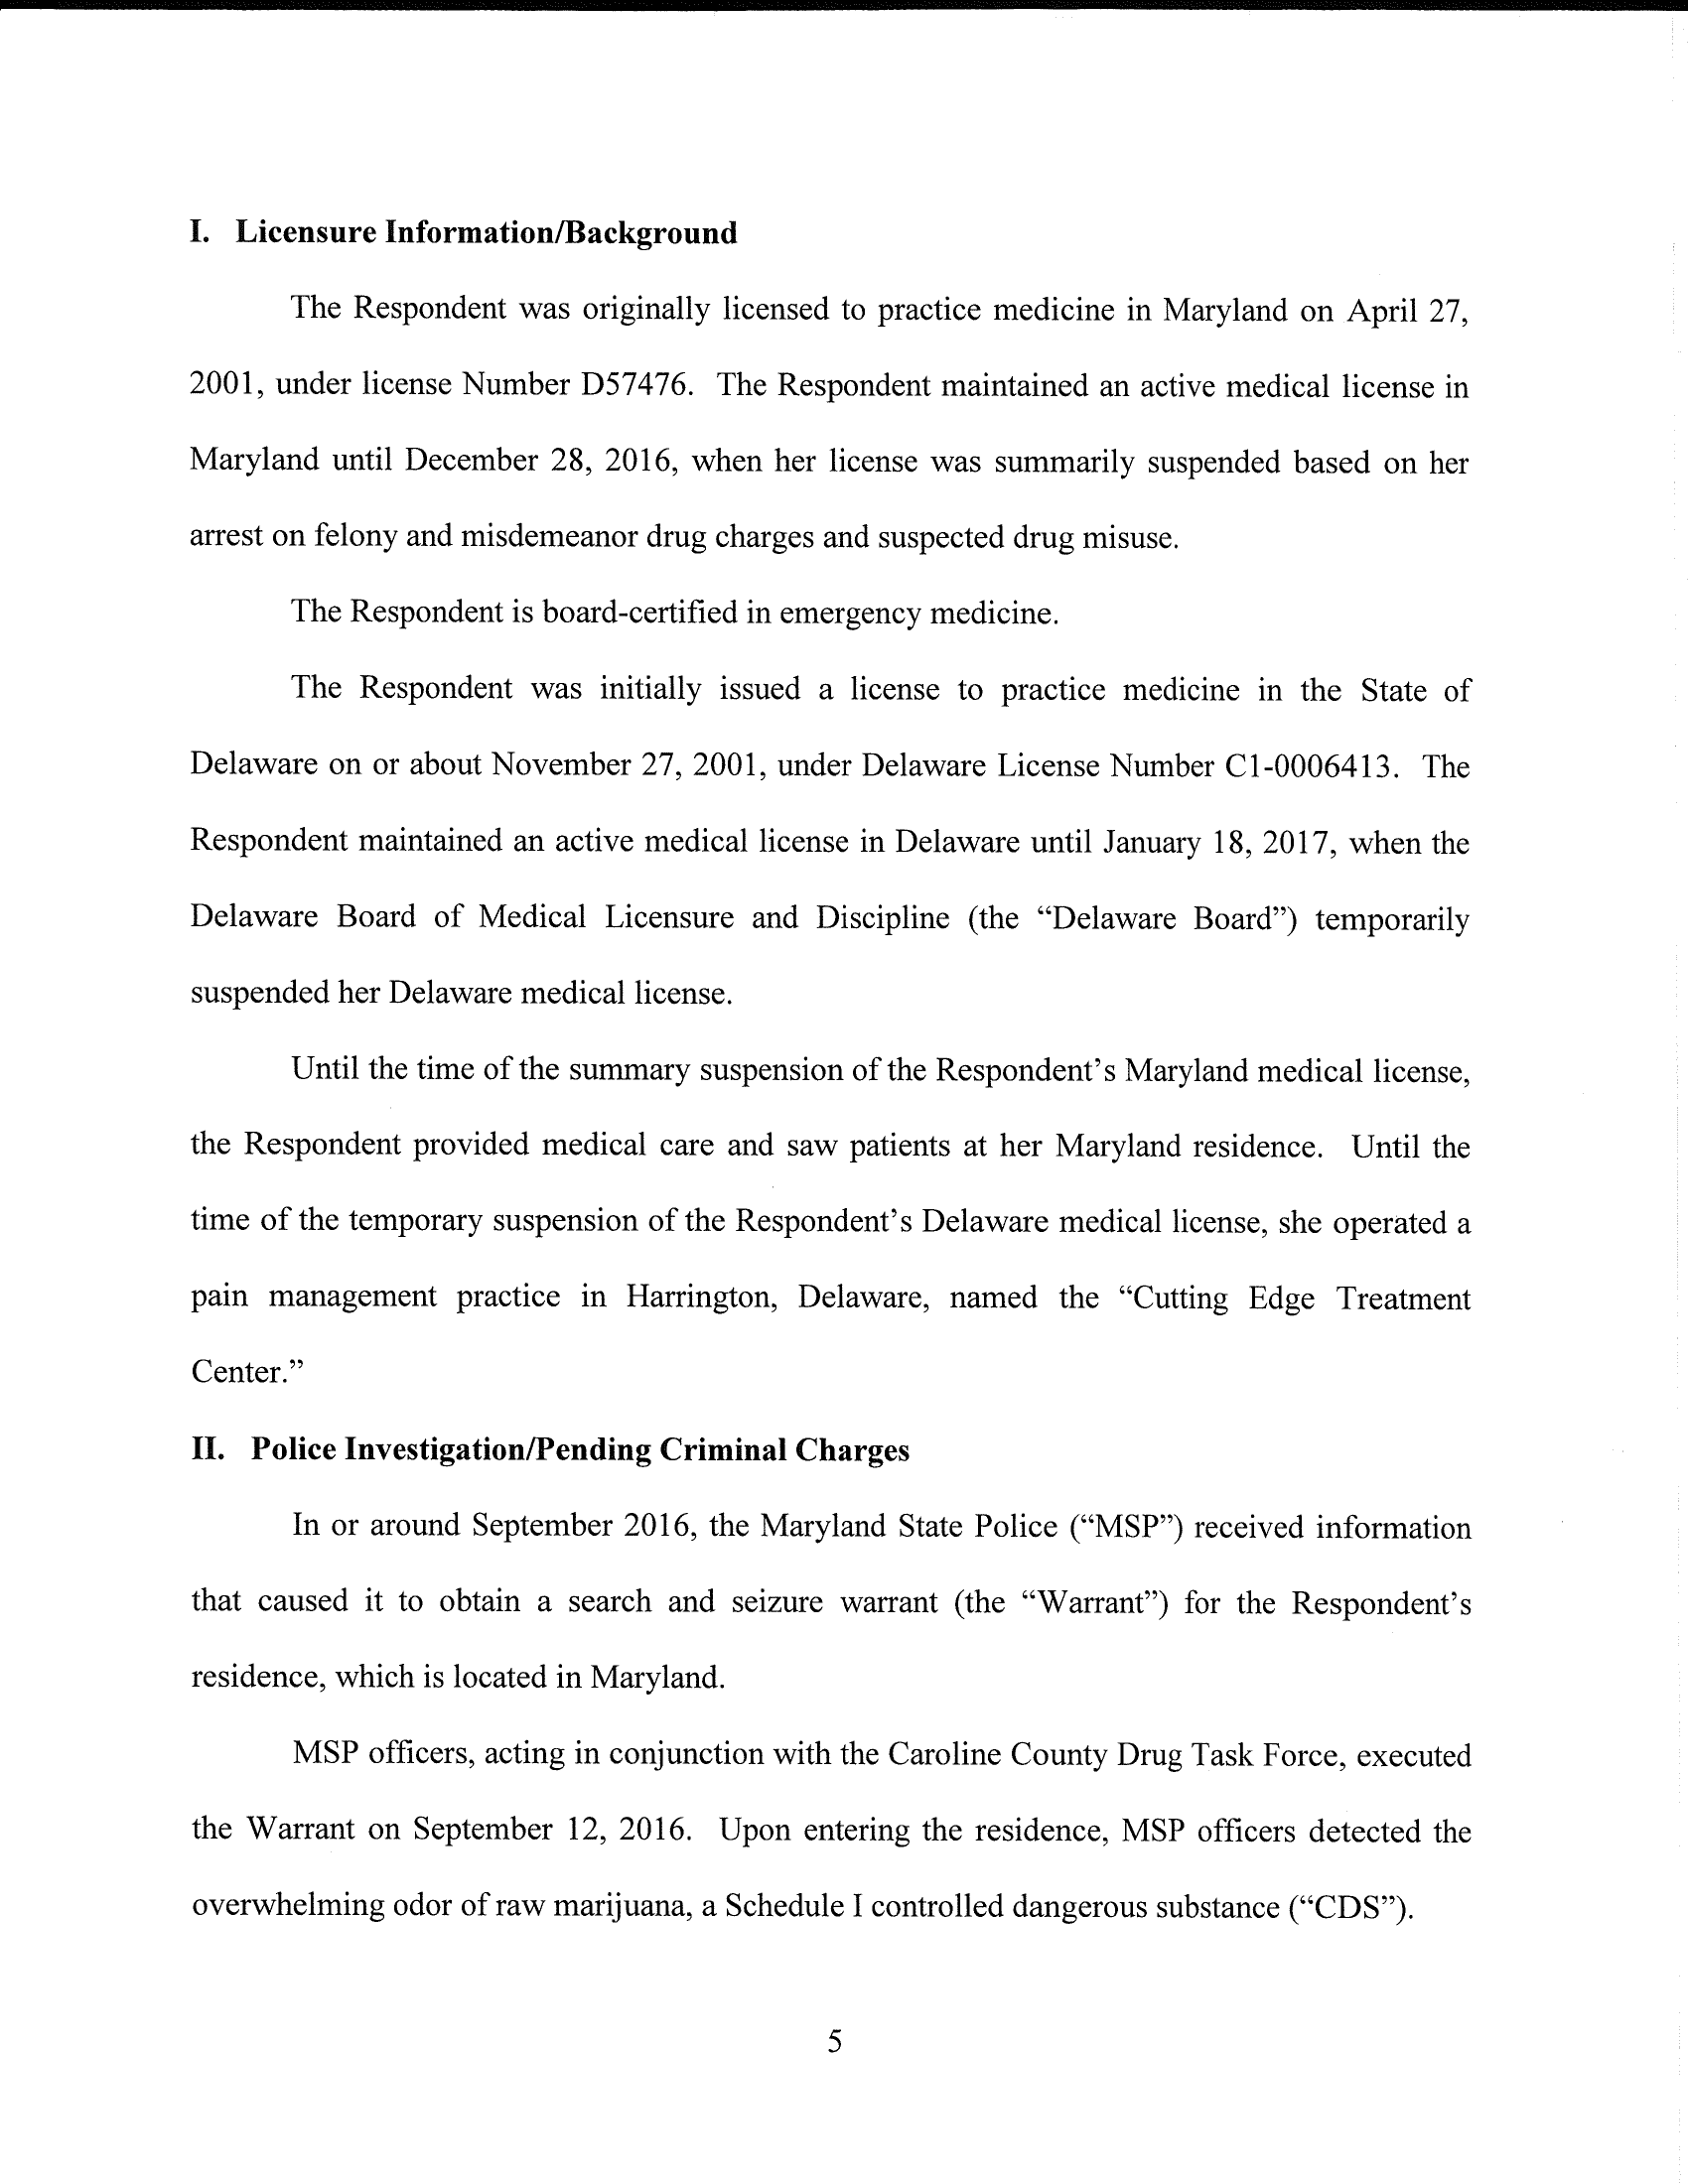 I. Licensure Information/Background
The Respondent was originally licensed to practice medicine in Maryland on April 27,
2001, under license Number D57476. The Respondent maintained an active medical license in
Maryland until December 28, 2016, when her license was summarily suspended based on her
arrest on felony and misdemeanor drug charges and suspected drug misuse.
The Respondent is board-certified in emergency medicine.
The Respondent was initially issued a license to practice medicine in the State of
Delaware on or about November 27, 2001, under Delaware License Number C1-0006413. The
Respondent maintained an active medical license in Delaware until January 18, 2017, when the
Delaware Board of Medical Licensure and Discipline (the “Delaware Board”) temporarily
suspended her Delaware medical license.
Until the time of the summary suspension of the Respondent’s Maryland medical license,
the Respondent provided medical care and saw patients at her Maryland residence. Until the
time of the temporary suspension of the Respondent’s Delaware medical license, she operated a
pain management practice in Harrington, Delaware, named the “Cutting Edge Treatment
Center.”
II. Police Investigation/Pending Criminal Charges
In or around September 2016, the Maryland State Police (“MSP”) received information
that caused it to obtain a search and seizure warrant (the “Warrant”) for the Respondent’s
residence, which is located in Maryland.
MSP officers, acting in conjunction with the Caroline County Drug Task Force, executed
the Warrant on September 12, 2016. Upon entering the residence, MSP officers detected the
overwhelming odor of raw marijuana, a Schedule I controlled dangerous substance (“CDS”).
5